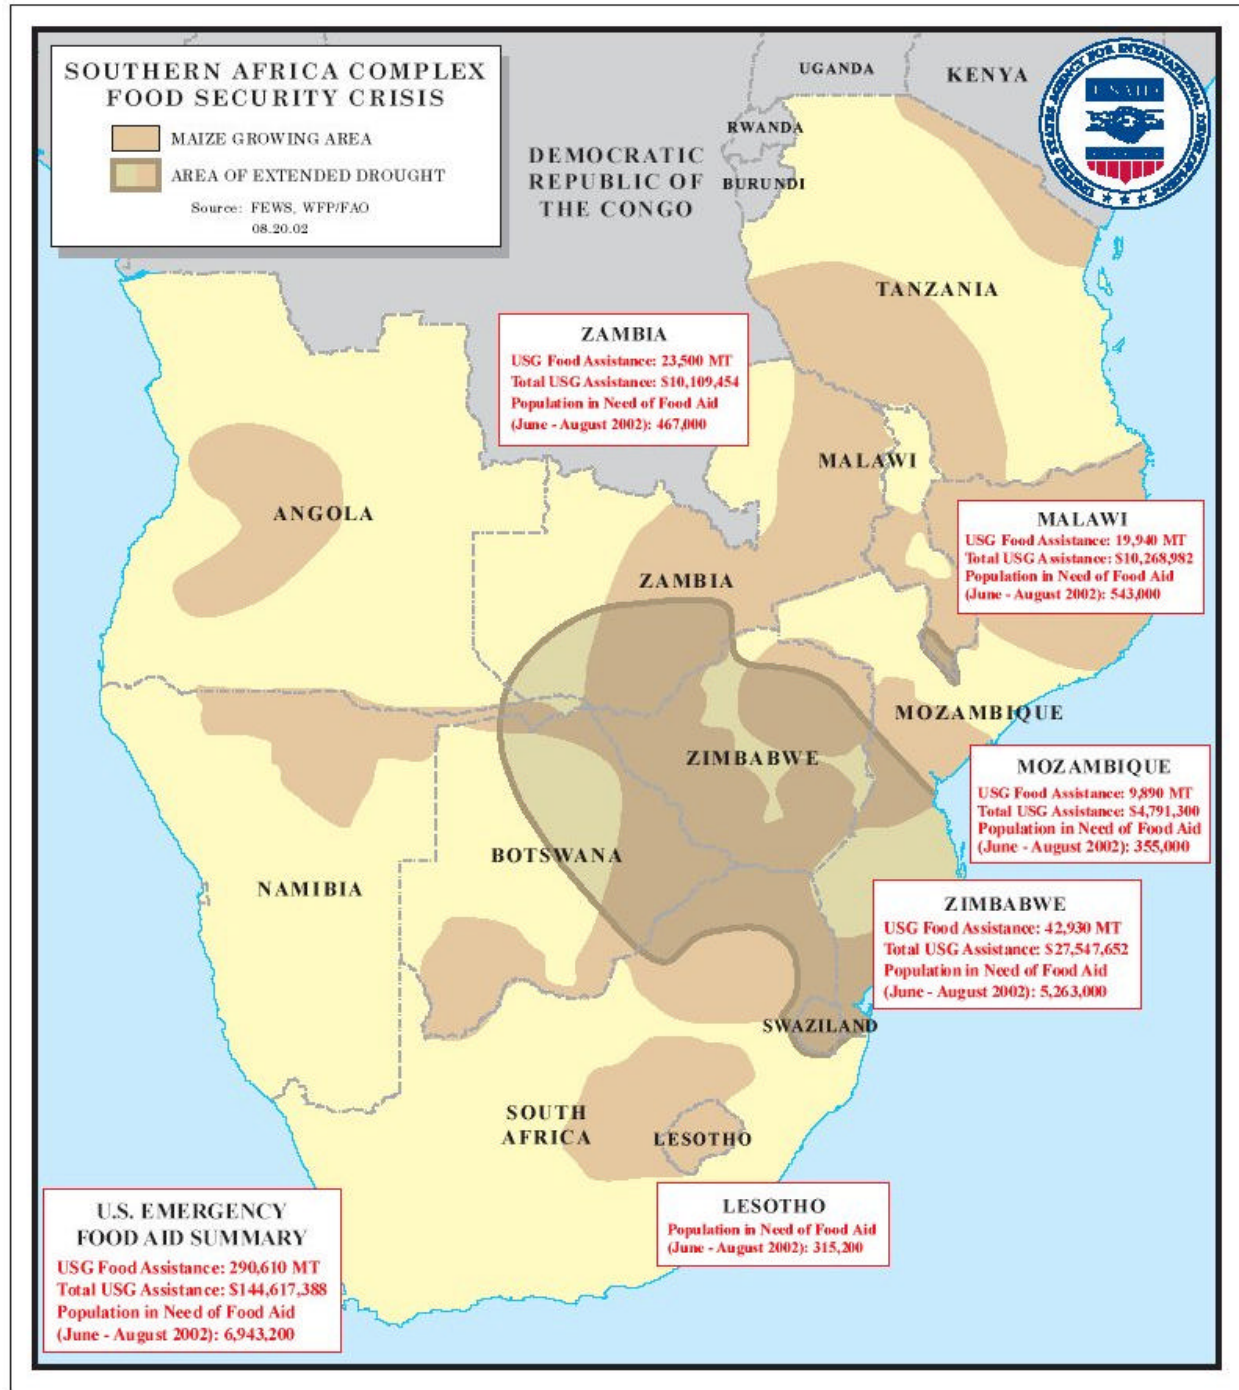 SOUTHERN AFRICA COMPLEX
FOOD SECURITY CRISIS
MAIZE GROWING AREA
AREA OF EXTENDED DROUGHT
Source: FEWS, WFP/FAO
08.20.02
UNITED STATES AGENCY FOR INTERNATIONAL DEVELOPMENT
USAID
UGANDA
KENYA
RWANDA
BURUNDI
DEMOCRATIC
REPUBLIC OF
THE CONGO
TANZANIA
ZAMBIA
USG Food Assistance: 23,500 MT
Total USG Assistance: $10,109,454
Population in Need of Food Aid
(June - August 2002): 467,000
MALAWI
ANGOLA
MALAWI
USG Food Assistance: 19,940 MT
Total USG Assistance: $10,268,982
Population in Need of Food Aid
(June - August 2002): 543,000
ZAMBIA
MOZAMBIQUE
ZIMBABWE
MOZAMBIQUE
USG Food Assistance: 9,890 MT
Total USG Assistance: $4,791,300
Population in Need of Food Aid
(June - August 2002): 355,000
BOTSWANA
NAMIBIA
ZIMBABWE
USG Food Assistance: 42,930 MT
Total USG Assistance: $27,547,652
Population in Need of Food Aid
(June - August 2002): 5,263,000
SWAZILAND
SOUTH
AFRICA
LESOTHO
LESOTHO
Population in Need of Food Aid
(June - August 2002): 315,200
U.S. EMERGENCY
FOOD AID SUMMARY
USG Food Assistance: 290,610 MT
Total USG Assistance: $144,617,388
Population in Need of Food Aid
(June - August 2002): 6,943,200